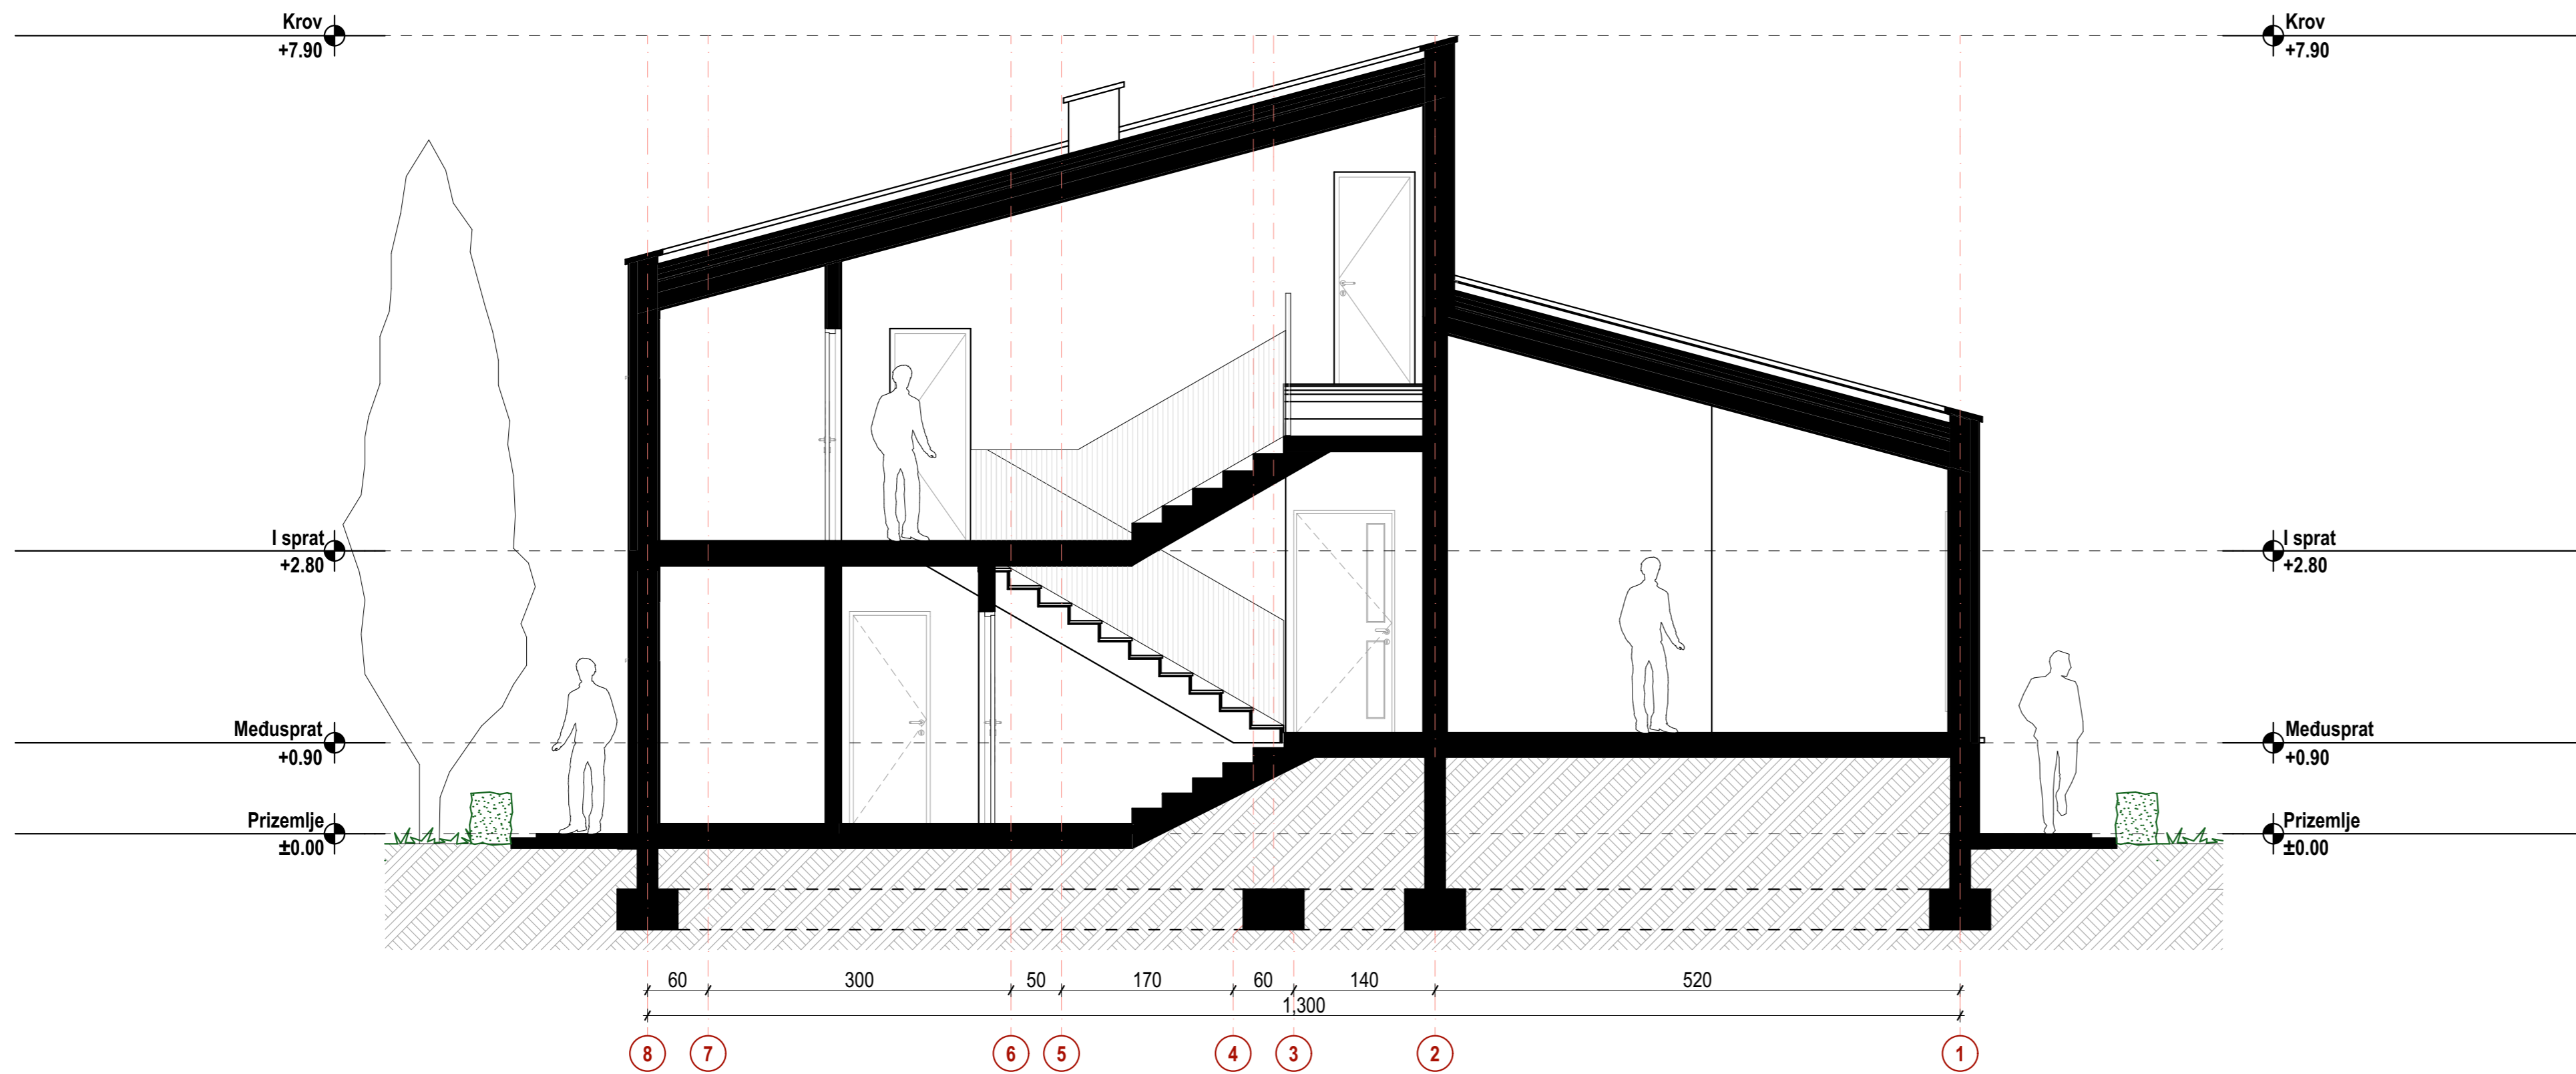 Krov
+7.90
Krov
+7.90
I sprat
+2.80
I sprat
+2.80
Međusprat
+0.90
Međusprat
+0.90
Prizemlje
±0.00
Prizemlje
±0.00
60 300 50 170 60 140 520
1,300
8 7 6 5 4 3 2 1